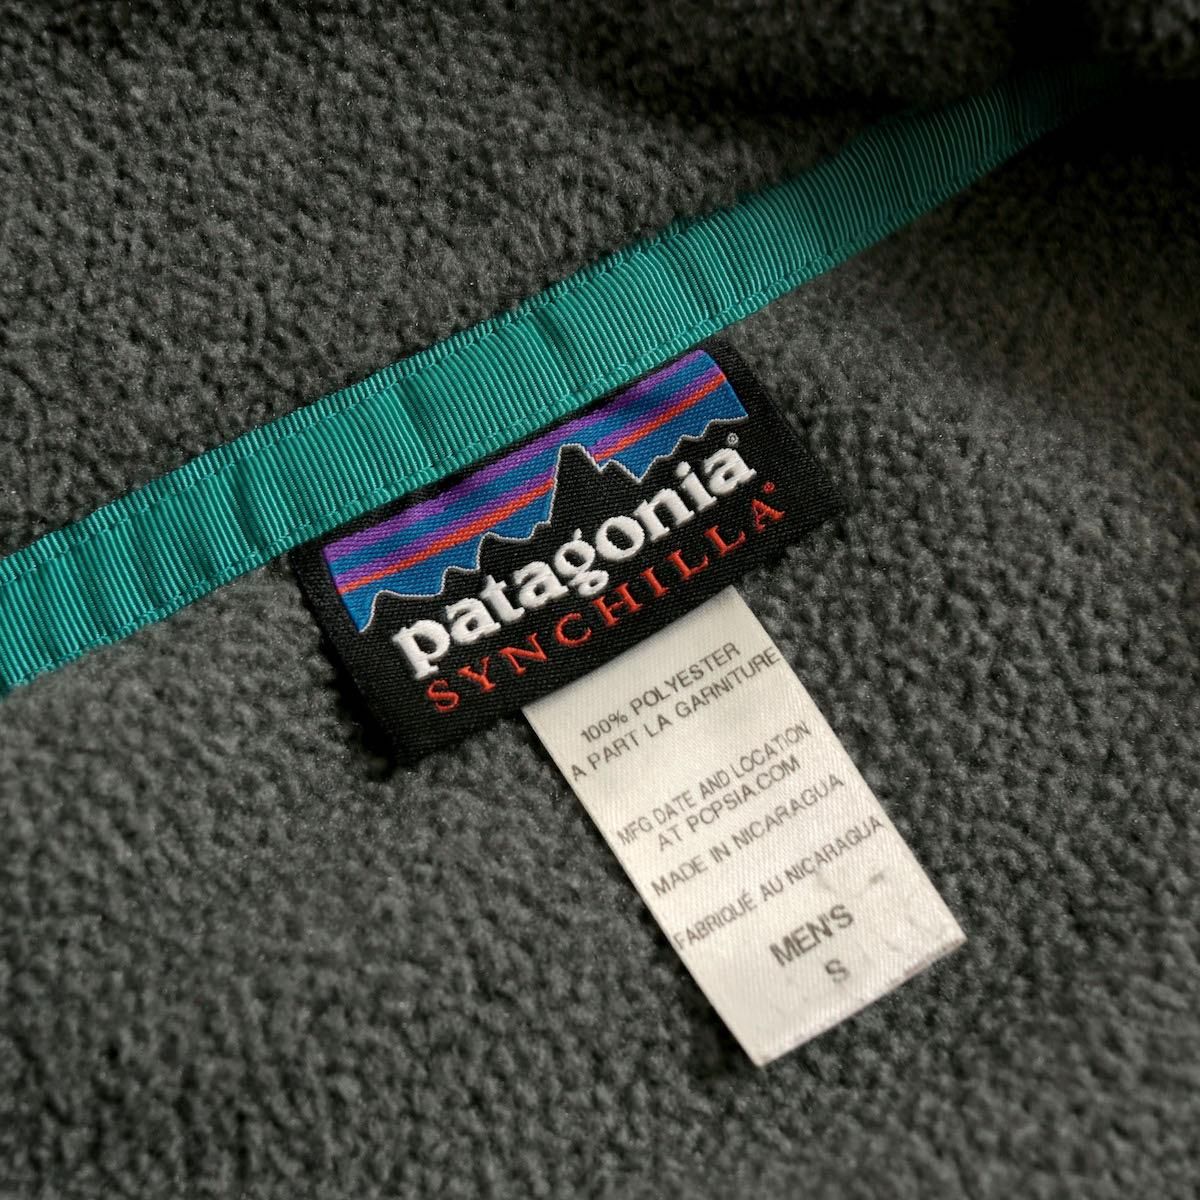 patagonia®
SYNCHILLA®
100% POLYESTER
A PART LA GARNITURE
MFG DATE AND LOCATION
AT PCPSIA.COM
MADE IN NICARAGUA
FABRIQUÉ AU NICARAGUA
MEN'S
S